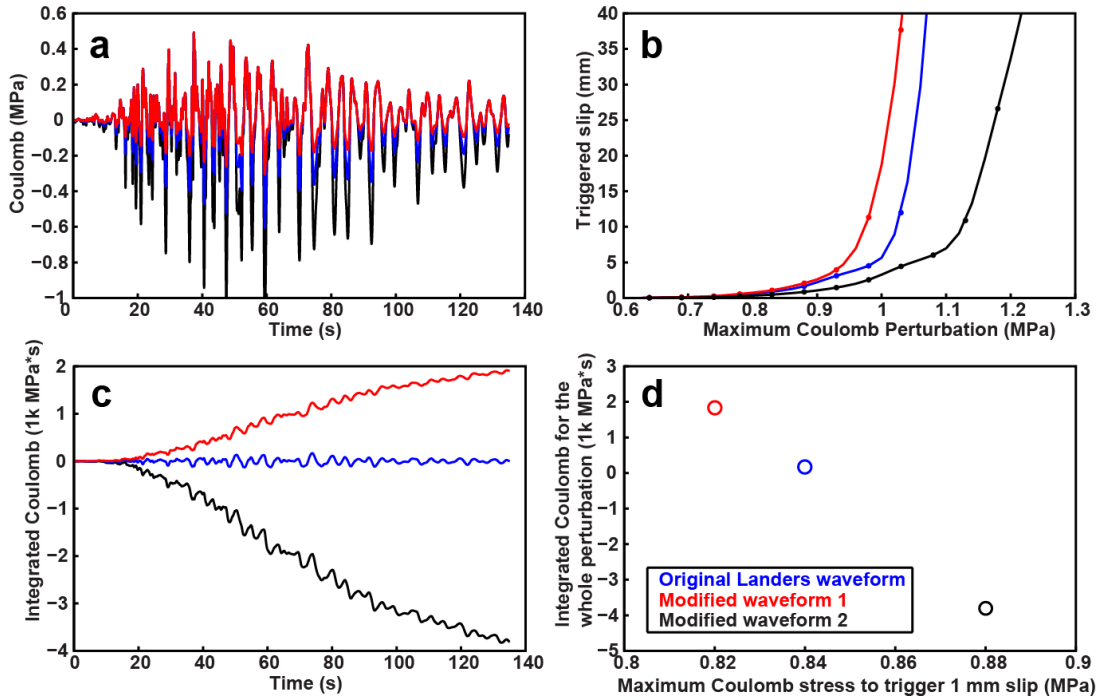 a
Coulomb (MPa)
0.6
0.4
0.2
0
−0.2
−0.4
−0.6
−0.8
−1
0 20 40 60 80 100 120 140
Time (s)
b
Triggered slip (mm)
40
35
30
25
20
15
10
5
0
0.6 0.7 0.8 0.9 1 1.1 1.2 1.3
Maximum Coulomb Perturbation (MPa)
c
Integrated Coulomb (1k MPa*s)
2
1
0
−1
−2
−3
−4
0 20 40 60 80 100 120 140
Time (s)
d
Integrated Coulomb for the
whole perturbation (1k MPa*s)
3
2
1
0
−1
−2
−3
−4
−5
Original Landers waveform
Modified waveform 1
Modified waveform 2
0.8 0.82 0.84 0.86 0.88 0.9
Maximum Coulomb stress to trigger 1 mm slip (MPa)